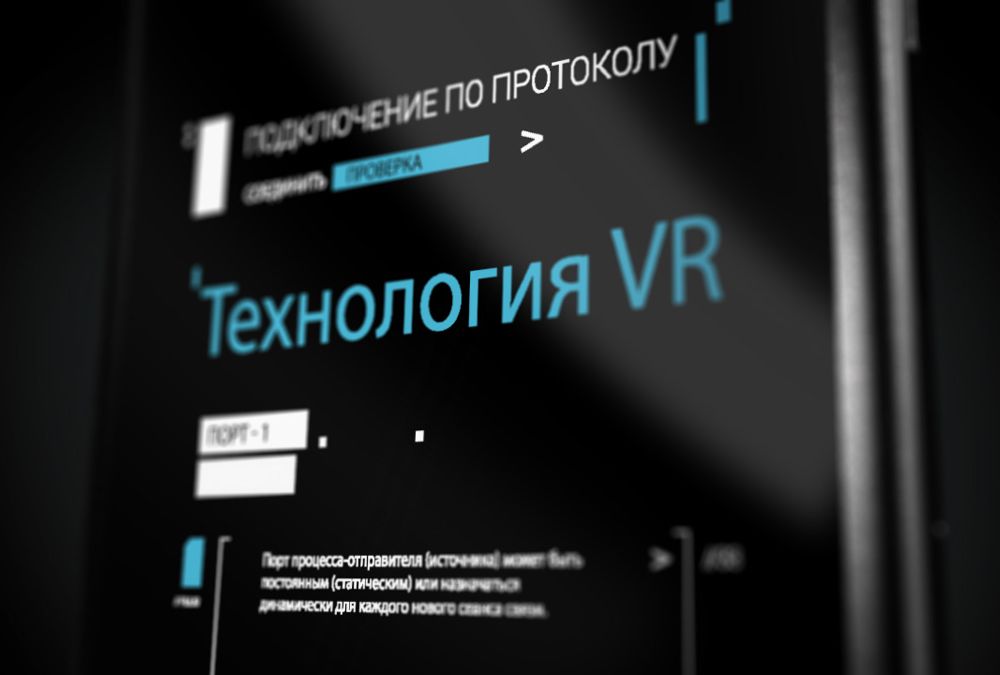 ПОДКЛЮЧЕНИЕ ПО ПРОТОКОЛУ
соединить ПРОВЕРКА >
Технология VR
ПОРТ - 1
Порт процесса-отправителя (источника) может быть >
постоянным (статическим) или назначаться
динамически для каждого нового сеанса связи.